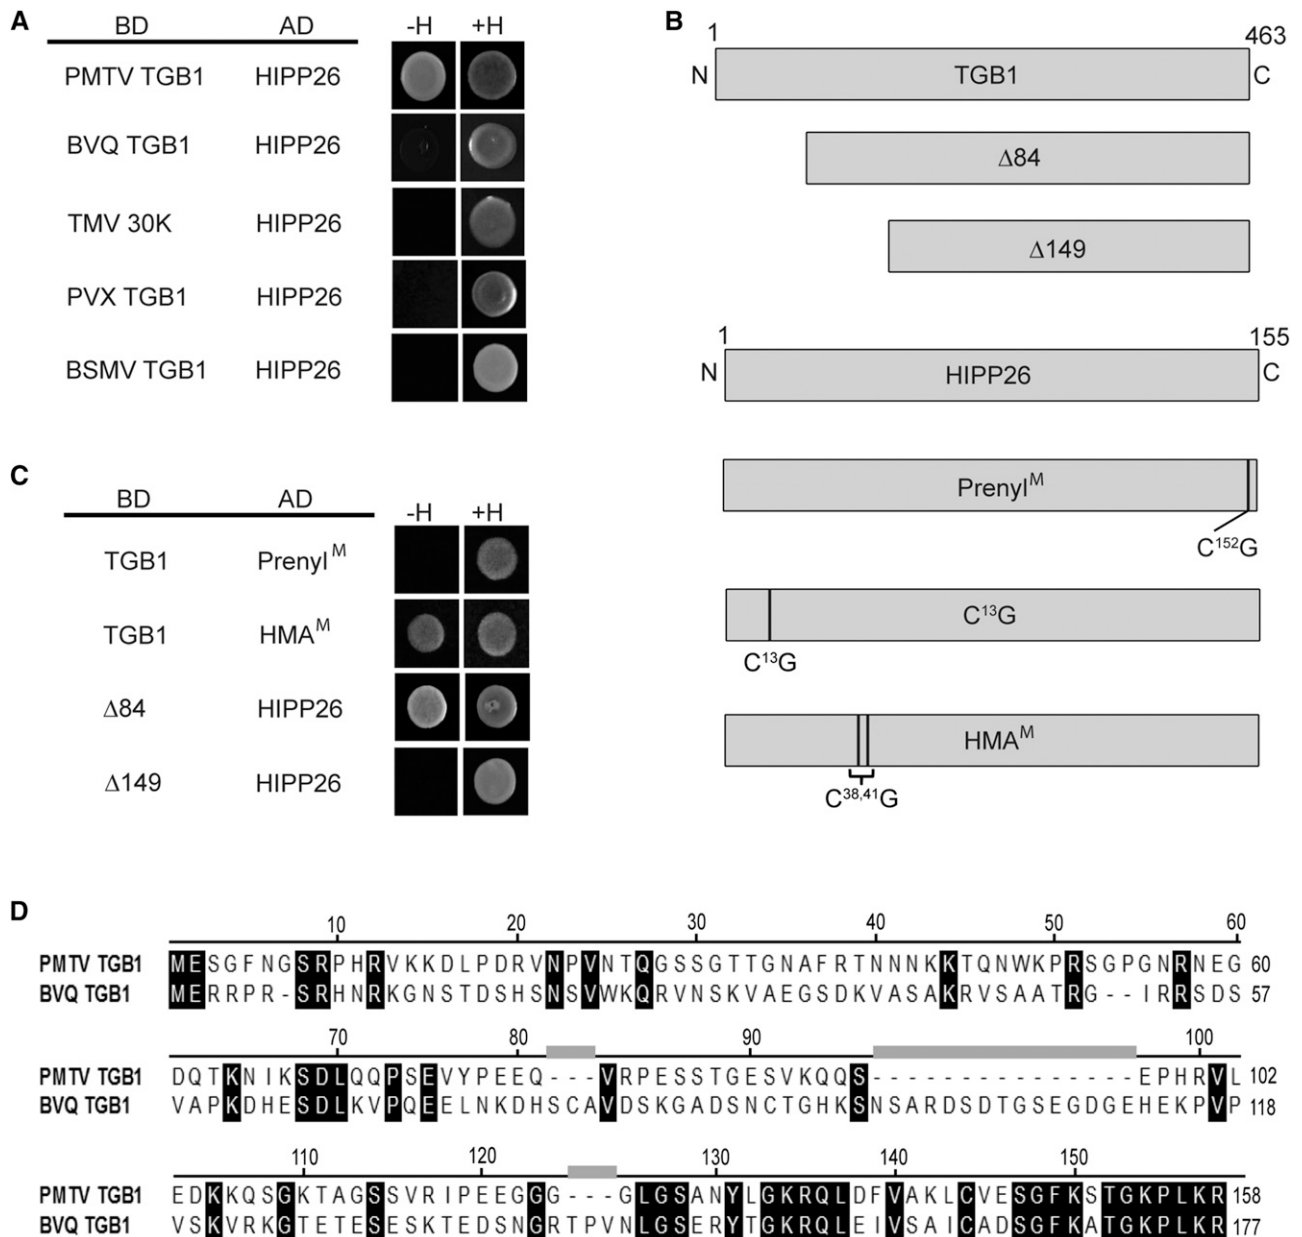 A
BD AD -H +H
PMTV TGB1 HIPP26
BVQ TGB1 HIPP26
TMV 30K HIPP26
PVX TGB1 HIPP26
BSMV TGB1 HIPP26
B
1 463
N TGB1 C
Δ84
Δ149
1 155
N HIPP26 C
Prenyl^M
C^152G
C^13G
C^13G
HMA^M
C^38,41G
C
BD AD -H +H
TGB1 Prenyl^M
TGB1 HMA^M
Δ84 HIPP26
Δ149 HIPP26
D
10 20 30 40 50 60
PMTV TGB1 MESGFNGSRPHRVKKDLPDRVNPVNTQGSSGTTGNAFRTNNNKKTQNWKPRSGPGNRNEG 60
BVQ TGB1 MERRPR-SRHNRKGNSTDSHSNSVWKQRVNSKVAEGSDKVASAKRVSAATRG--IRRSDS 57
70 80 90 100
PMTV TGB1 DQTKNIKSDLQQPSEVYPEEQ---VRPESSTGESVKQQS---------------EPHRVL 102
BVQ TGB1 VAPKDHESDLKVPQEELNKDHSCAVDSKGADSNCTGHKSNSARDSDTGSEGDGEHEKPVP 118
110 120 130 140 150
PMTV TGB1 EDKKQSGKTAGSSVRIPEEGGG---GLGSANYLGKRQLDFVAKLCVESGFKSTGKPLKR 158
BVQ TGB1 VSKVRKGTETESESKTEDSNGRTPVNLGSERYTGKRQLEIVSAICADSGFKATGKPLKR 177